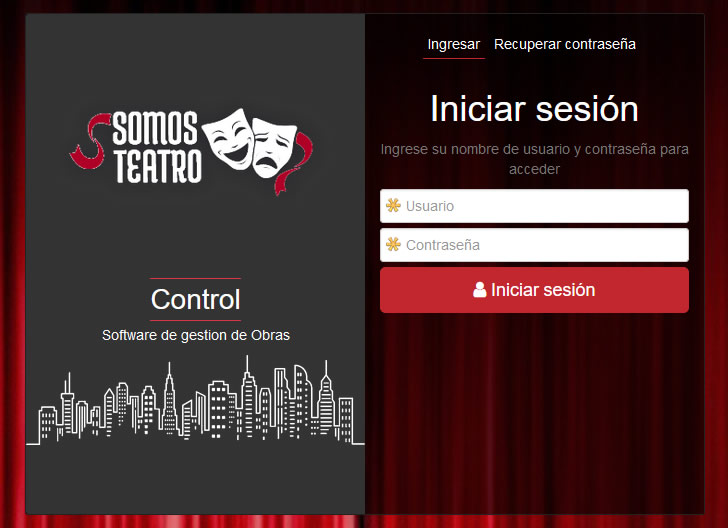 SOMOS
TEATRO
Control
Software de gestion de Obras
Ingresar Recuperar contraseña
Iniciar sesión
Ingrese su nombre de usuario y contraseña para
acceder
Usuario
Contraseña
Iniciar sesión